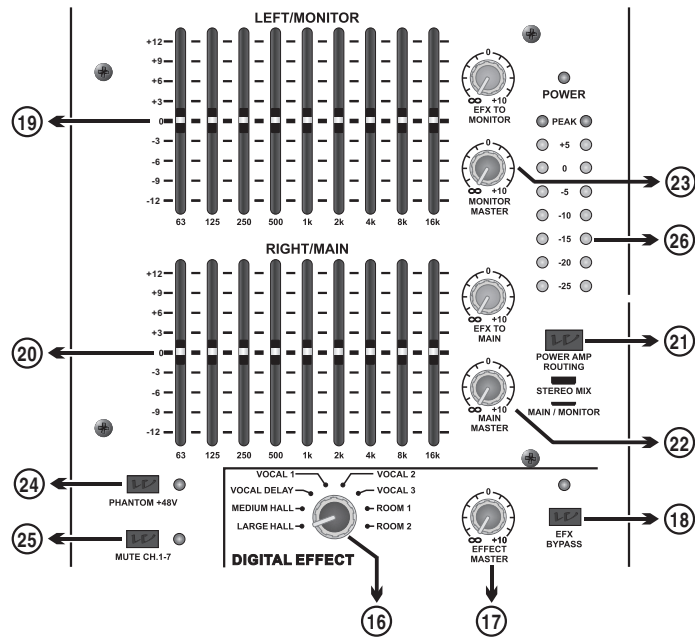 LEFT/MONITOR
+12
+9
+6
+3
0
-3
-6
-9
-12
63 125 250 500 1k 2k 4k 8k 16k
19
0
∞ +10
EFX TO
MONITOR
0
∞ +10
MONITOR
MASTER
POWER
PEAK
+5
0
-5
-10
-15
-20
-25
23
26
RIGHT/MAIN
+12
+9
+6
+3
0
-3
-6
-9
-12
63 125 250 500 1k 2k 4k 8k 16k
20
0
∞ +10
EFX TO
MAIN
0
∞ +10
MAIN
MASTER
POWER AMP
ROUTING
STEREO MIX
MAIN / MONITOR
21
22
24
PHANTOM +48V
25
MUTE CH.1-7
VOCAL 1
VOCAL 2
VOCAL DELAY
VOCAL 3
MEDIUM HALL
ROOM 1
LARGE HALL
ROOM 2
DIGITAL EFFECT
0
∞ +10
EFFECT
MASTER
EFX
BYPASS
18
16
17